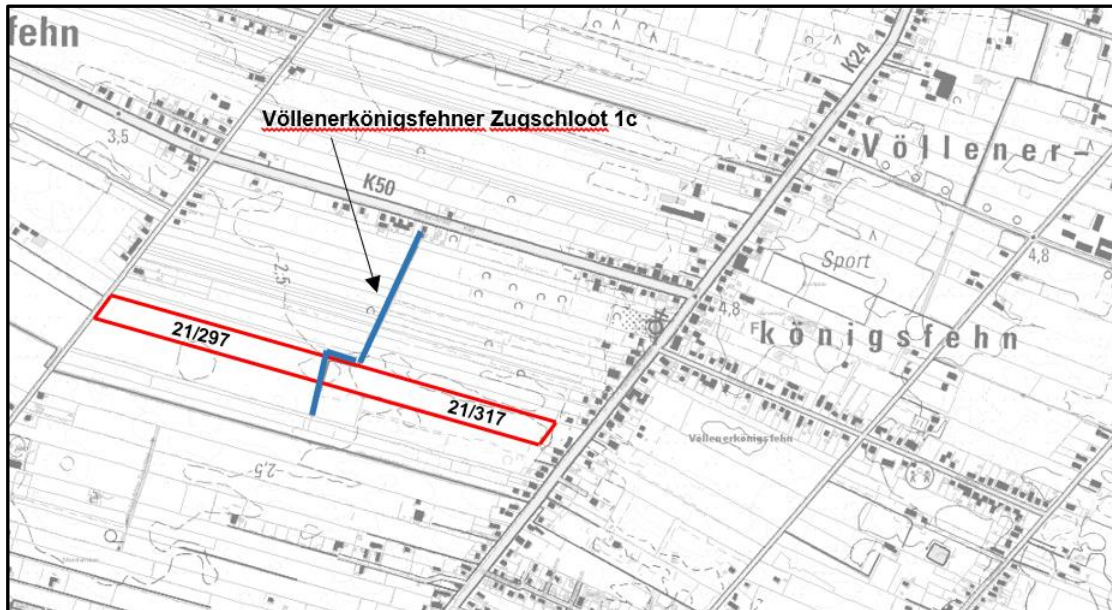 fehn
K24
Völlenerkönigsfehner Zugschloot 1c
3,5
Völlener-
K50
Sport
4,8
2,5
4,8
F
21/297
königsfehn
21/317
Völlenerkönigsfehn
2,5